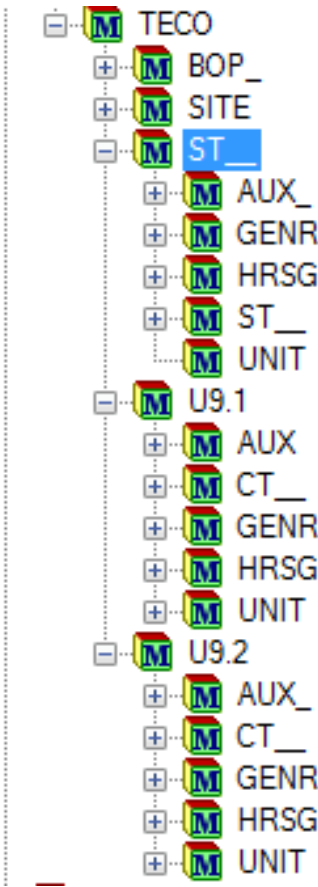 TECO
BOP_
SITE
ST__
AUX_
GENR
HRSG
ST__
UNIT
U9.1
AUX
CT__
GENR
HRSG
UNIT
U9.2
AUX_
CT__
GENR
HRSG
UNIT